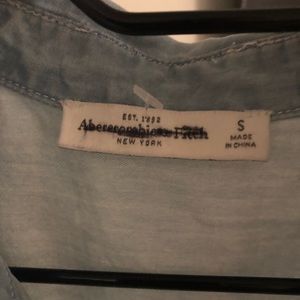 EST. 1892
Abercrombie & Fitch
NEW YORK
S
MADE
IN CHINA